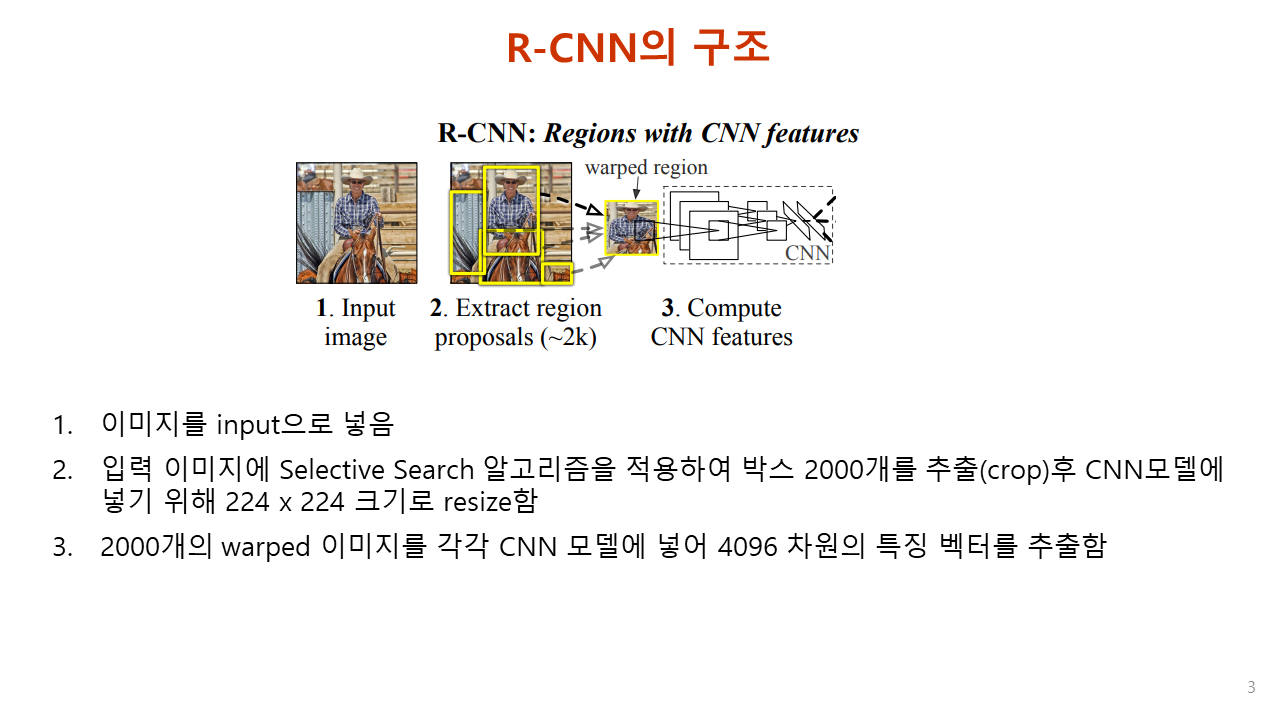 R-CNN의 구조
R-CNN: Regions with CNN features
warped region
CNN
1. Input
image
2. Extract region
proposals (~2k)
3. Compute
CNN features
1. 이미지를 input으로 넣음
2. 입력 이미지에 Selective Search 알고리즘을 적용하여 박스 2000개를 추출(crop)후 CNN모델에
넣기 위해 224 x 224 크기로 resize함
3. 2000개의 warped 이미지를 각각 CNN 모델에 넣어 4096 차원의 특징 벡터를 추출함
3